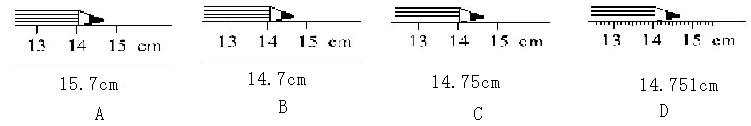 13 14 15 cm
15.7cm
A
13 14 15 cm
14.7cm
B
13 14 15 cm
14.75cm
C
13 14 15 cm
14.751cm
D